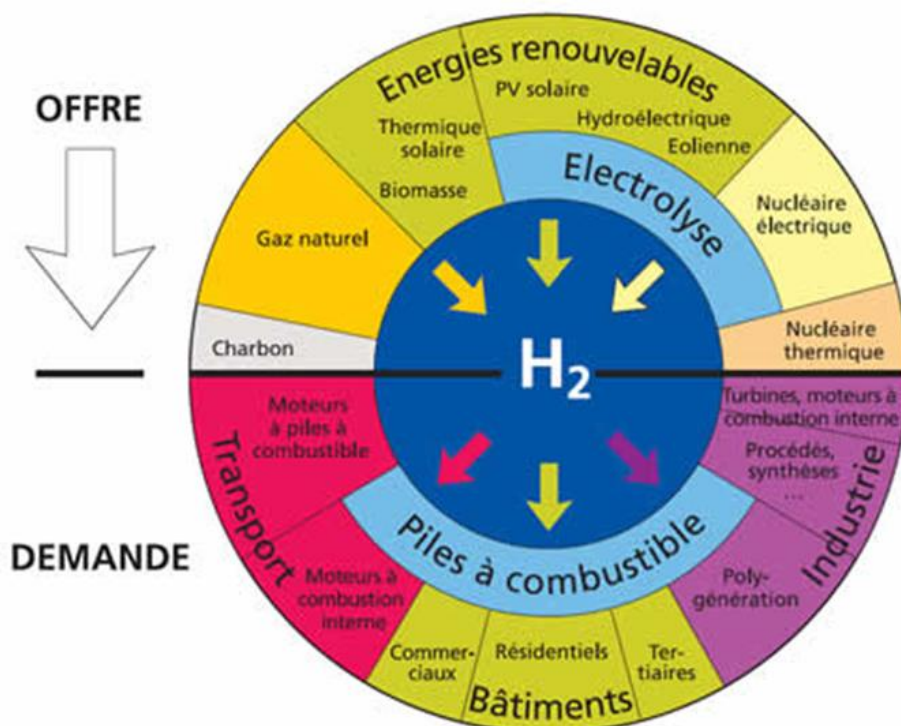 OFFRE
Energies renouvelables
PV solaire
Hydroélectrique
Eolienne
Thermique
solaire
Biomasse
Electrolyse
Nucléaire
électrique
Gaz naturel
Charbon
Nucléaire
thermique
H2
DEMANDE
Transport
Moteurs
à piles à
combustible
Moteurs à
combustion
interne
Piles à combustible
Commer-
ciaux
Résidentiels
Ter-
tiaires
Bâtiments
Turbines, moteurs à
combustion interne
Procédés,
synthèses
...
Poly-
génération
Industrie